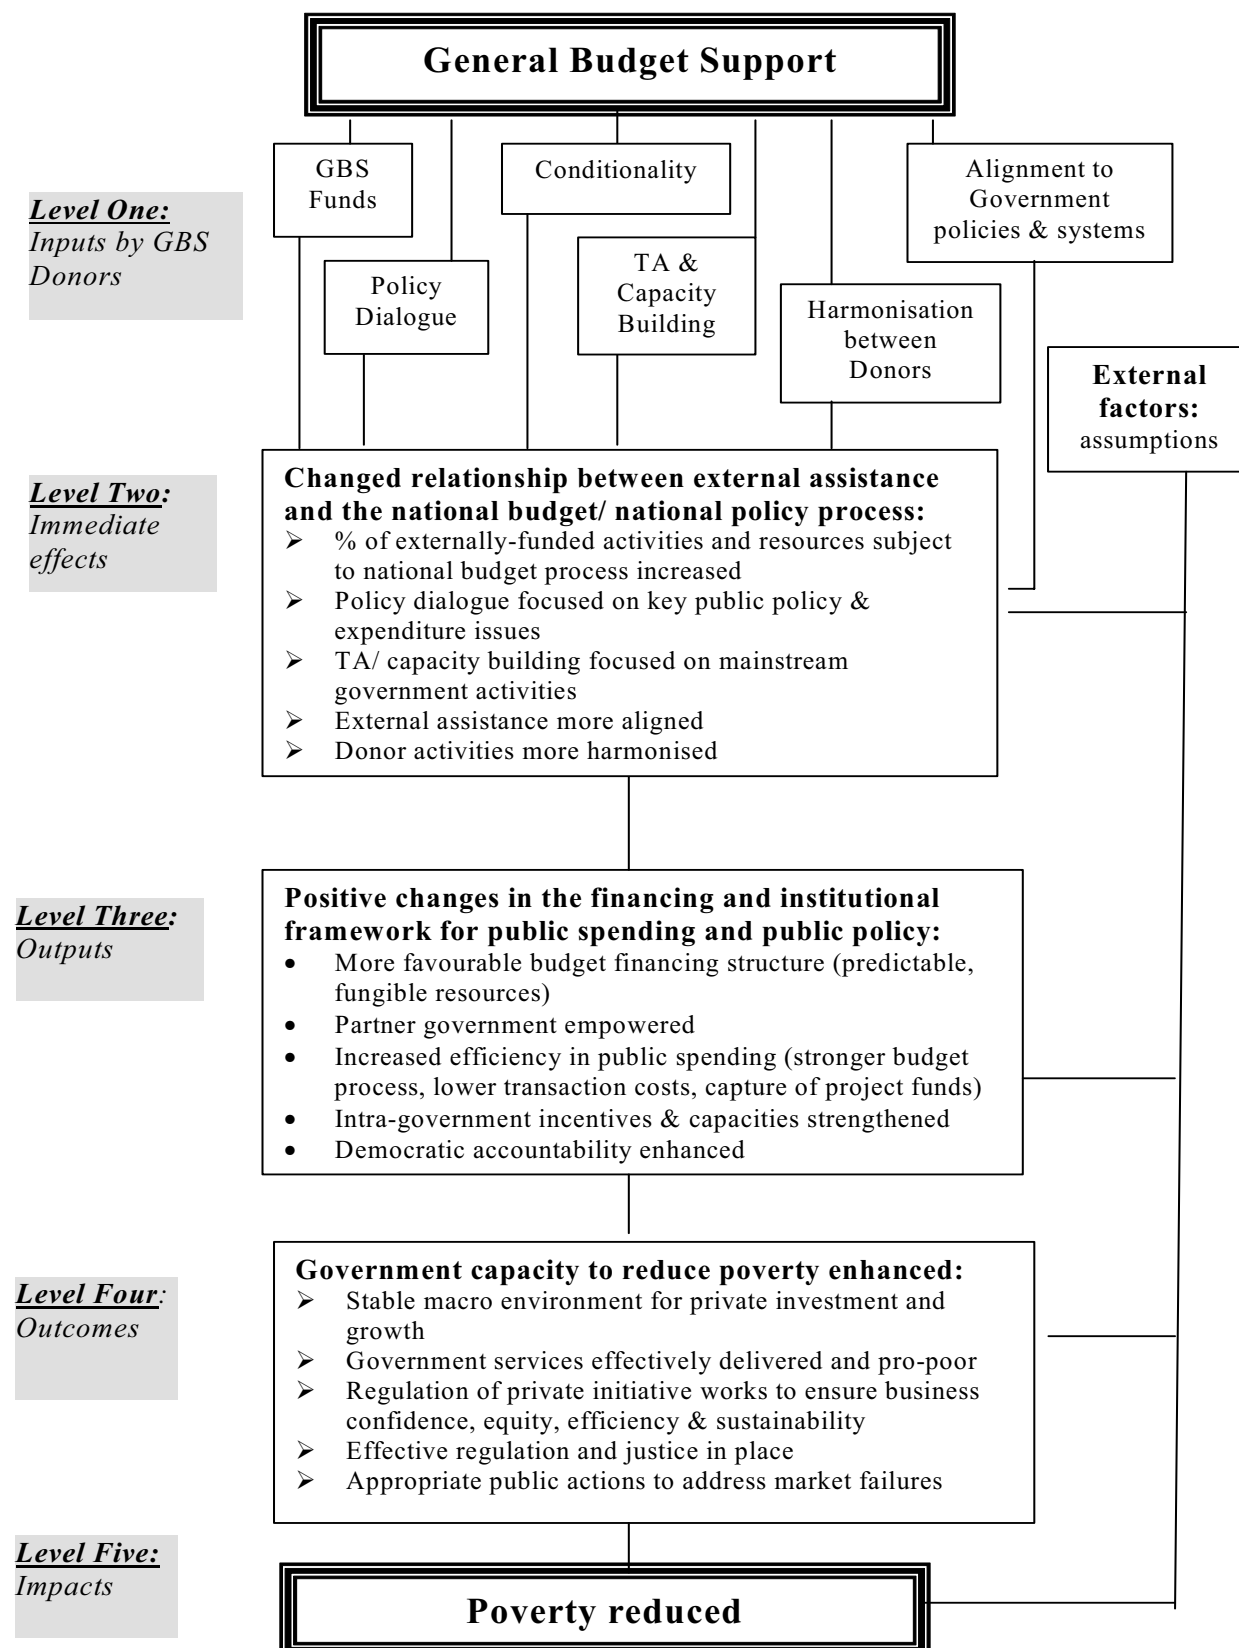 General Budget Support
GBS
Funds
Conditionality
Alignment to
Government
policies & systems
Level One:
Inputs by GBS
Donors
Policy
Dialogue
TA &
Capacity
Building
Harmonisation
between
Donors
External
factors:
assumptions
Level Two:
Immediate
effects
Changed relationship between external assistance
and the national budget/ national policy process:
➢ % of externally-funded activities and resources subject
to national budget process increased
➢ Policy dialogue focused on key public policy &
expenditure issues
➢ TA/ capacity building focused on mainstream
government activities
➢ External assistance more aligned
➢ Donor activities more harmonised
Level Three:
Outputs
Positive changes in the financing and institutional
framework for public spending and public policy:
• More favourable budget financing structure (predictable,
fungible resources)
• Partner government empowered
• Increased efficiency in public spending (stronger budget
process, lower transaction costs, capture of project funds)
• Intra-government incentives & capacities strengthened
• Democratic accountability enhanced
Level Four:
Outcomes
Government capacity to reduce poverty enhanced:
➢ Stable macro environment for private investment and
growth
➢ Government services effectively delivered and pro-poor
➢ Regulation of private initiative works to ensure business
confidence, equity, efficiency & sustainability
➢ Effective regulation and justice in place
➢ Appropriate public actions to address market failures
Level Five:
Impacts
Poverty reduced